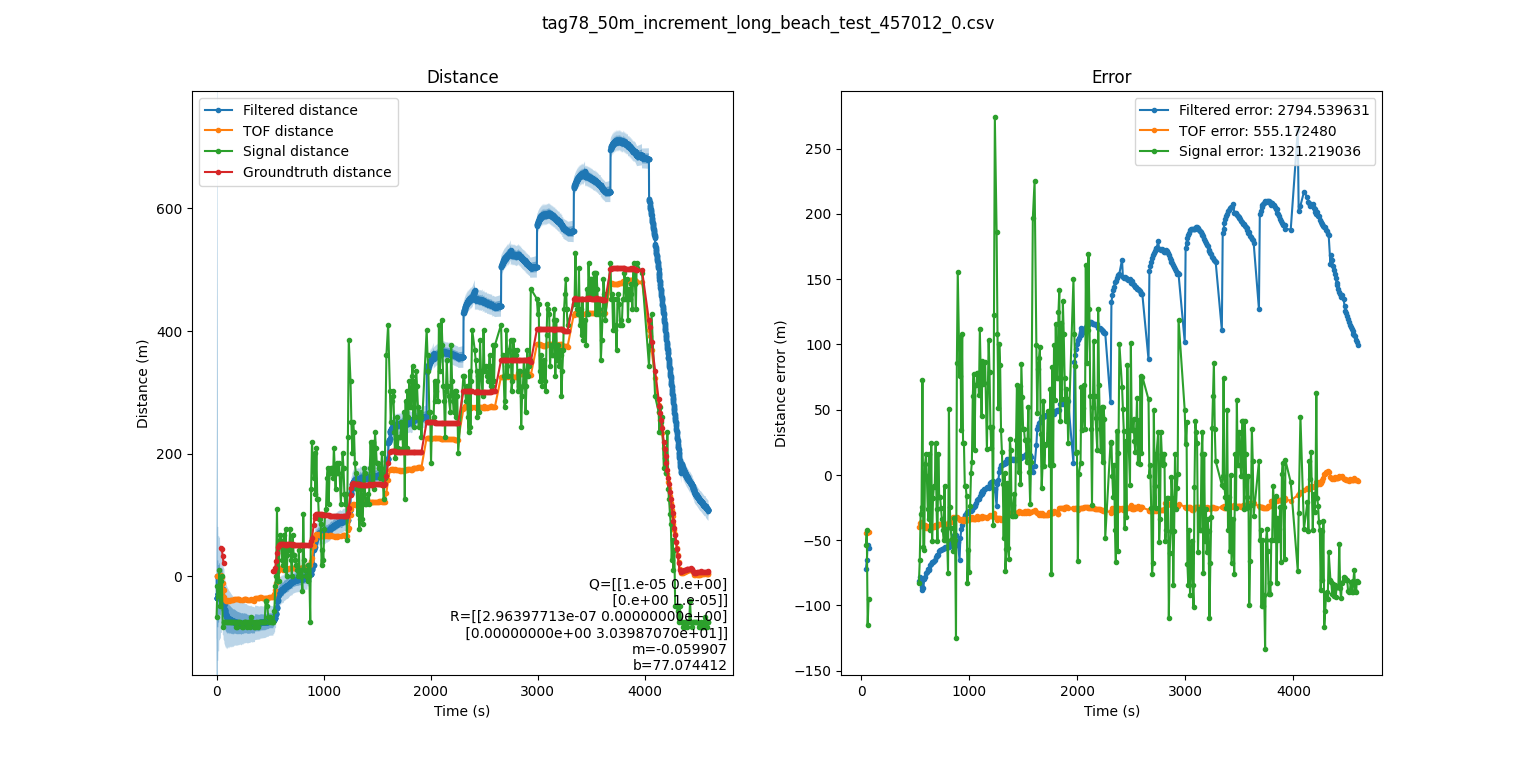 tag78_50m_increment_long_beach_test_457012_0.csv
Distance
Filtered distance
TOF distance
Signal distance
Groundtruth distance
Distance (m)
600
400
200
0
0
1000
2000
3000
4000
Time (s)
Q=[[1.e-05 0.e+00]
[0.e+00 1.e-05]]
R=[[2.96397713e-07 0.00000000e+00]
[0.00000000e+00 3.03987070e+01]]
m=-0.059907
b=77.074412
Error
Filtered error: 2794.539631
TOF error: 555.172480
Signal error: 1321.219036
Distance error (m)
250
200
150
100
50
0
−50
−100
−150
0
1000
2000
3000
4000
Time (s)